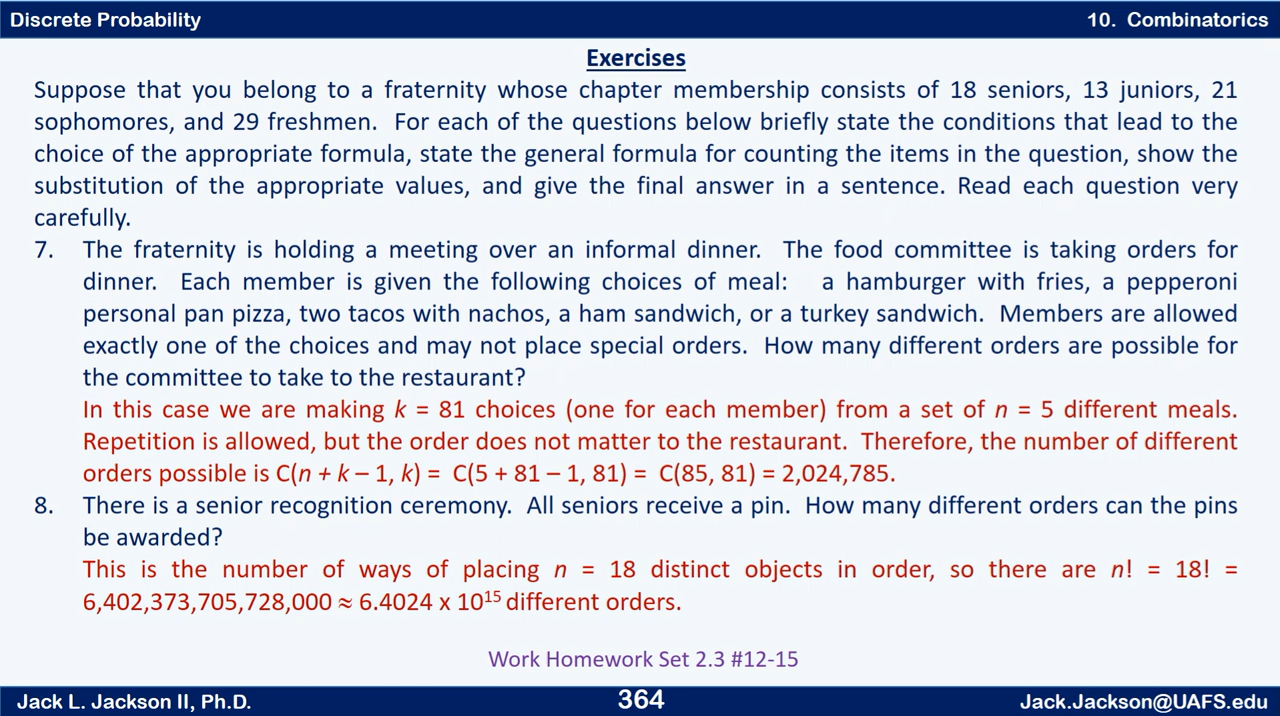 Discrete Probability
10. Combinatorics
Exercises
Suppose that you belong to a fraternity whose chapter membership consists of 18 seniors, 13 juniors, 21
sophomores, and 29 freshmen. For each of the questions below briefly state the conditions that lead to the
choice of the appropriate formula, state the general formula for counting the items in the question, show the
substitution of the appropriate values, and give the final answer in a sentence. Read each question very
carefully.
7. The fraternity is holding a meeting over an informal dinner. The food committee is taking orders for
dinner. Each member is given the following choices of meal: a hamburger with fries, a pepperoni
personal pan pizza, two tacos with nachos, a ham sandwich, or a turkey sandwich. Members are allowed
exactly one of the choices and may not place special orders. How many different orders are possible for
the committee to take to the restaurant?
In this case we are making k = 81 choices (one for each member) from a set of n = 5 different meals.
Repetition is allowed, but the order does not matter to the restaurant. Therefore, the number of different
orders possible is C(n + k – 1, k) = C(5 + 81 – 1, 81) = C(85, 81) = 2,024,785.
8. There is a senior recognition ceremony. All seniors receive a pin. How many different orders can the pins
be awarded?
This is the number of ways of placing n = 18 distinct objects in order, so there are n! = 18! =
6,402,373,705,728,000 ≈ 6.4024 x 10¹⁵ different orders.
Work Homework Set 2.3 #12-15
Jack L. Jackson II, Ph.D.
364
Jack.Jackson@UAFS.edu